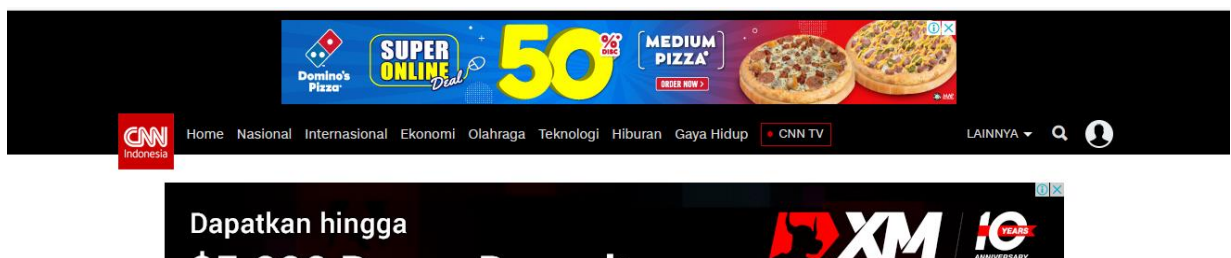 Domino's
Pizza
SUPER
ONLINE
Deal
50% DISC
MEDIUM
PIZZA*
ORDER NOW >
CNN
Indonesia
Home Nasional Internasional Ekonomi Olahraga Teknologi Hiburan Gaya Hidup CNN TV LAINNYA
Dapatkan hingga
XM
10
YEARS
ANNIVERSARY